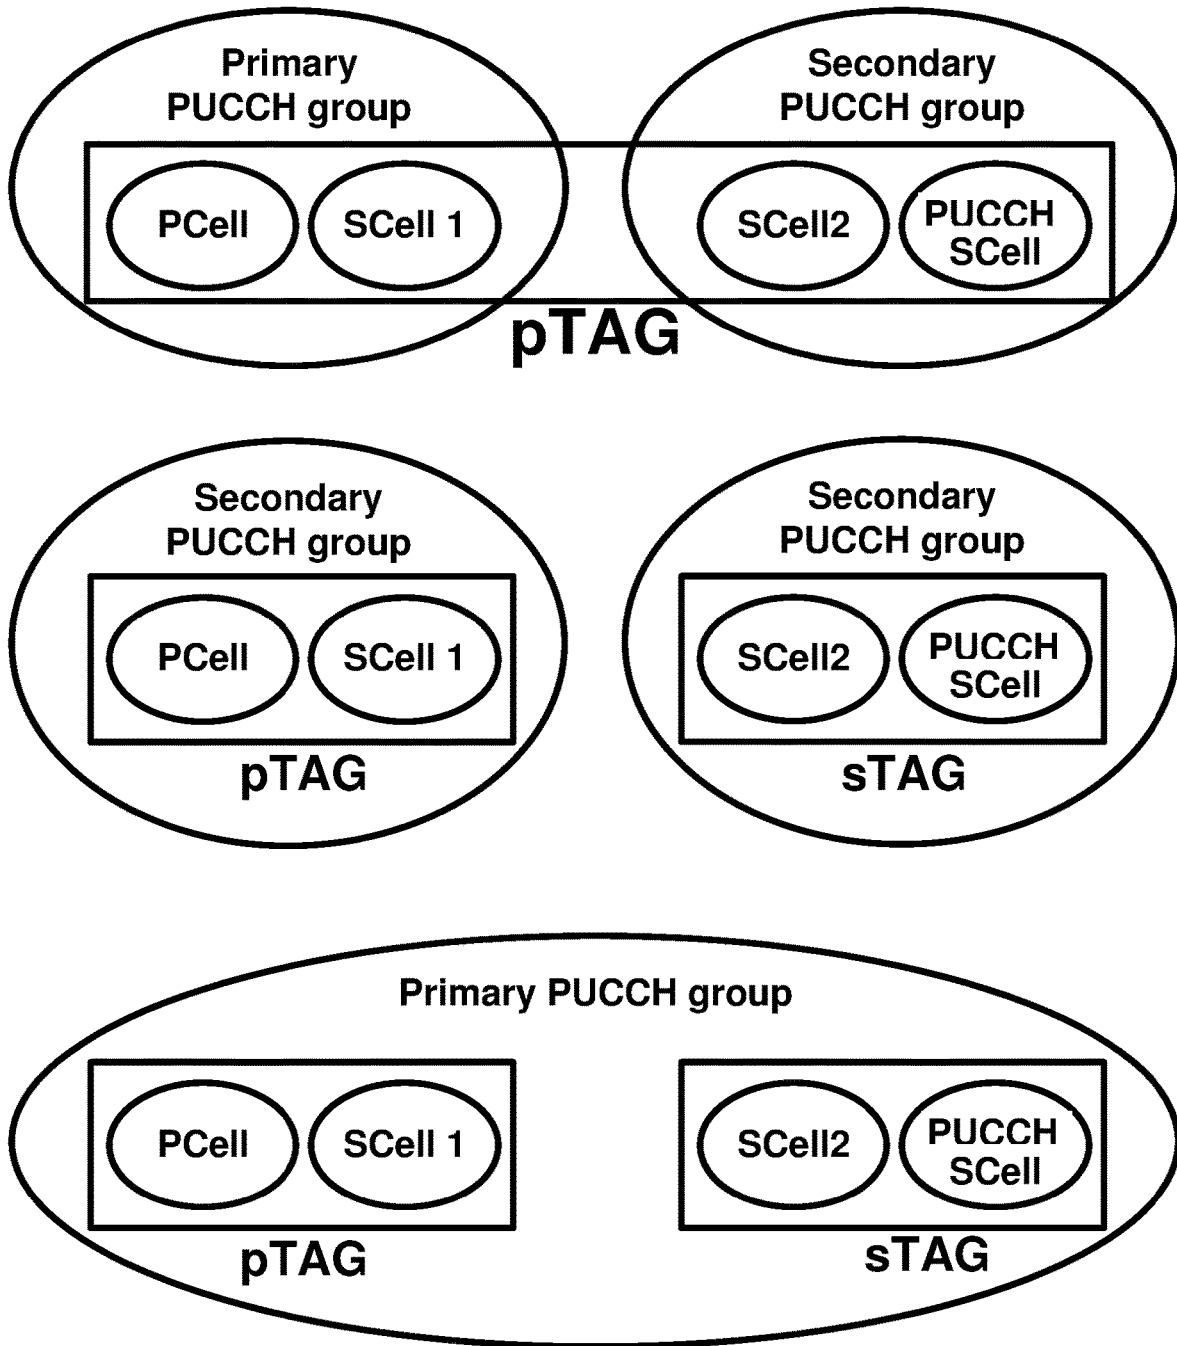 Primary
PUCCH group
Secondary
PUCCH group
PCell
SCell 1
SCell2
PUCCH
SCell
pTAG
Secondary
PUCCH group
Secondary
PUCCH group
PCell
SCell 1
SCell2
PUCCH
SCell
pTAG
sTAG
Primary PUCCH group
PCell
SCell 1
SCell2
PUCCH
SCell
pTAG
sTAG